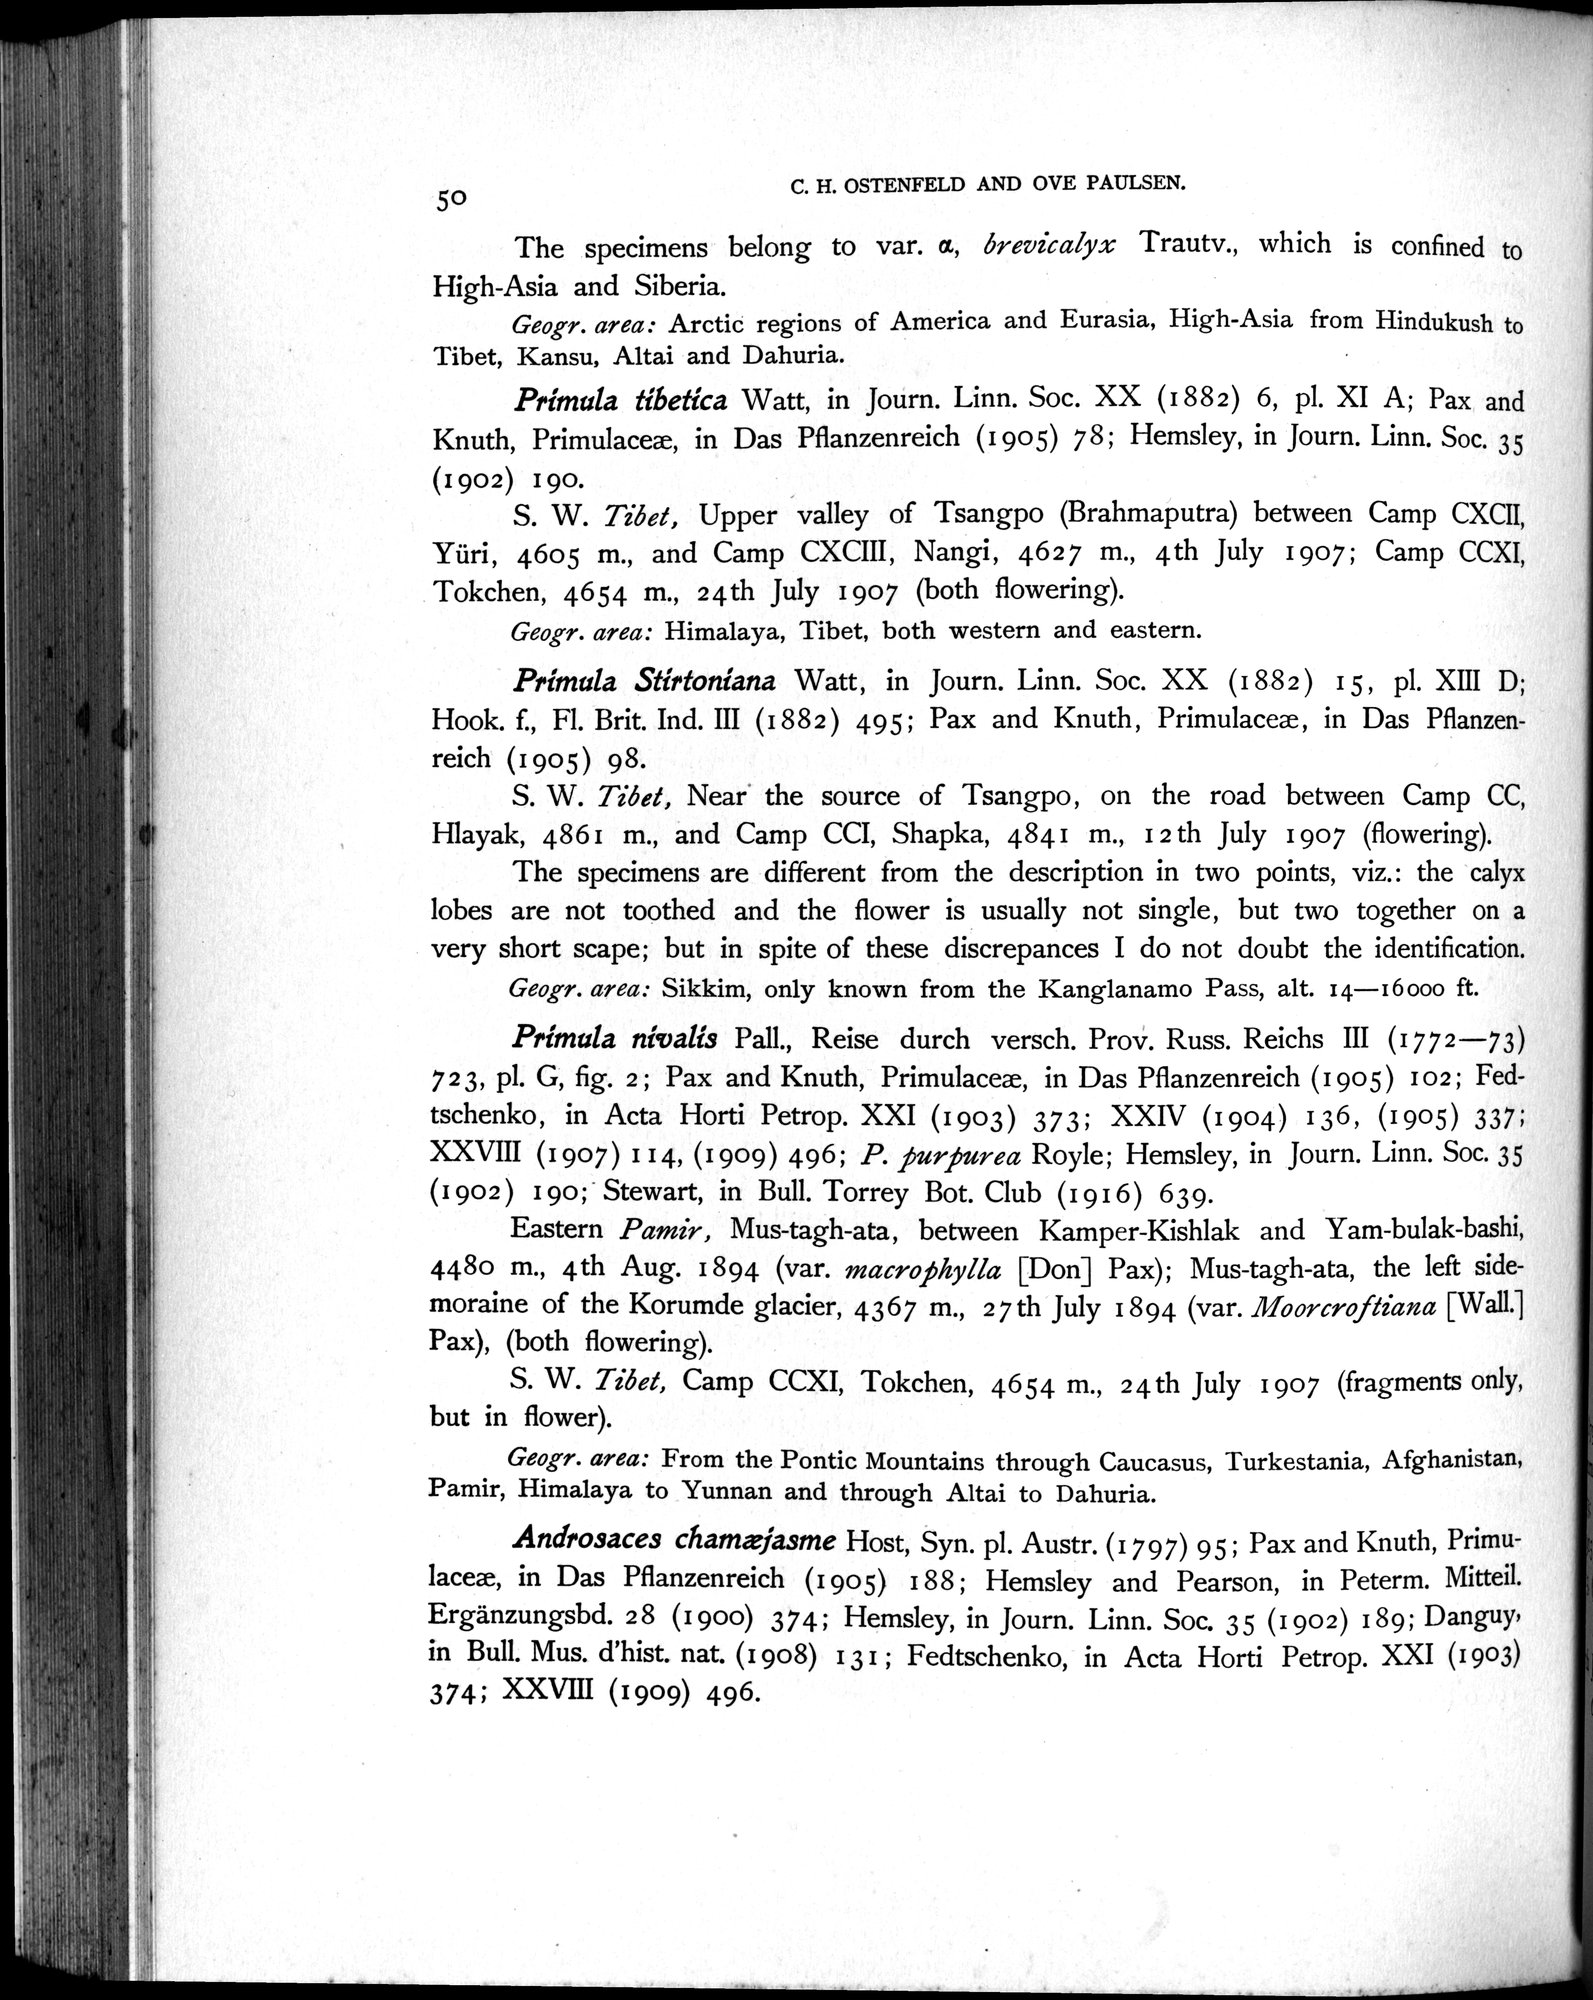 50
C. H. OSTENFELD AND OVE PAULSEN.
The specimens belong to var. α, brevicalyx Trautv., which is confined to
High-Asia and Siberia.
Geogr. area: Arctic regions of America and Eurasia, High-Asia from Hindukush to
Tibet, Kansu, Altai and Dahuria.
Primula tibetica Watt, in Journ. Linn. Soc. XX (1882) 6, pl. XI A; Pax and
Knuth, Primulaceæ, in Das Pflanzenreich (1905) 78; Hemsley, in Journ. Linn. Soc. 35
(1902) 190.
S. W. Tibet, Upper valley of Tsangpo (Brahmaputra) between Camp CXCII,
Yüri, 4605 m., and Camp CXCIII, Nangi, 4627 m., 4th July 1907; Camp CCXI,
Tokchen, 4654 m., 24th July 1907 (both flowering).
Geogr. area: Himalaya, Tibet, both western and eastern.
Primula Stirtoniana Watt, in Journ. Linn. Soc. XX (1882) 15, pl. XIII D;
Hook. f., Fl. Brit. Ind. III (1882) 495; Pax and Knuth, Primulaceæ, in Das Pflanzen-
reich (1905) 98.
S. W. Tibet, Near the source of Tsangpo, on the road between Camp CC,
Hlayak, 4861 m., and Camp CCI, Shapka, 4841 m., 12th July 1907 (flowering).
The specimens are different from the description in two points, viz.: the calyx
lobes are not toothed and the flower is usually not single, but two together on a
very short scape; but in spite of these discrepances I do not doubt the identification.
Geogr. area: Sikkim, only known from the Kanglanamo Pass, alt. 14—16000 ft.
Primula nivalis Pall., Reise durch versch. Prov. Russ. Reichs III (1772—73)
723, pl. G, fig. 2; Pax and Knuth, Primulaceæ, in Das Pflanzenreich (1905) 102; Fed-
tschenko, in Acta Horti Petrop. XXI (1903) 373; XXIV (1904) 136, (1905) 337;
XXVIII (1907) 114, (1909) 496; P. purpurea Royle; Hemsley, in Journ. Linn. Soc. 35
(1902) 190; Stewart, in Bull. Torrey Bot. Club (1916) 639.
Eastern Pamir, Mus-tagh-ata, between Kamper-Kishlak and Yam-bulak-bashi,
4480 m., 4th Aug. 1894 (var. macrophylla [Don] Pax); Mus-tagh-ata, the left side-
moraine of the Korumde glacier, 4367 m., 27th July 1894 (var. Moorcroftiana [Wall.]
Pax), (both flowering).
S. W. Tibet, Camp CCXI, Tokchen, 4654 m., 24th July 1907 (fragments only,
but in flower).
Geogr. area: From the Pontic Mountains through Caucasus, Turkestania, Afghanistan,
Pamir, Himalaya to Yunnan and through Altai to Dahuria.
Androsaces chamæjasme Host, Syn. pl. Austr. (1797) 95; Pax and Knuth, Primu-
laceæ, in Das Pflanzenreich (1905) 188; Hemsley and Pearson, in Peterm. Mitteil.
Ergänzungsbd. 28 (1900) 374; Hemsley, in Journ. Linn. Soc. 35 (1902) 189; Danguy,
in Bull. Mus. d'hist. nat. (1908) 131; Fedtschenko, in Acta Horti Petrop. XXI (1903)
374; XXVIII (1909) 496.